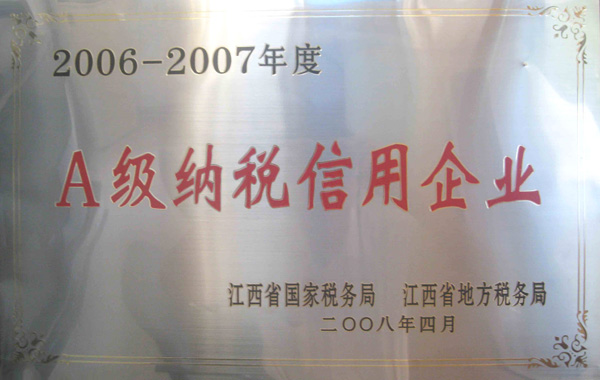 2006-2007年度
A级纳税信用企业
江西省国家税务局 江西省地方税务局
二〇〇八年四月